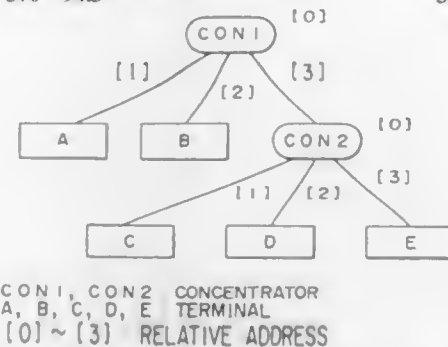 [0]
CON1
[1]
[2]
[3]
[0]
A
B
CON2
[1]
[2]
[3]
C
D
E
CON1, CON2 CONCENTRATOR
A, B, C, D, E TERMINAL
[0] ~ [3] RELATIVE ADDRESS